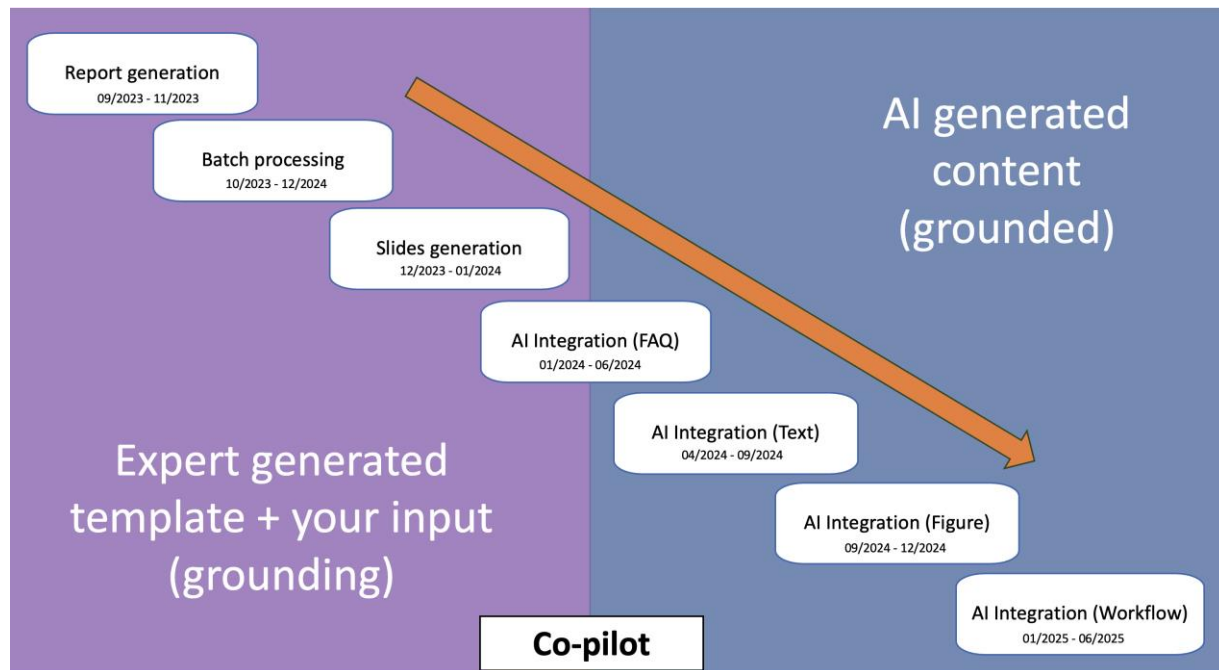 Report generation
09/2023 - 11/2023
Batch processing
10/2023 - 12/2024
Slides generation
12/2023 - 01/2024
AI Integration (FAQ)
01/2024 - 06/2024
AI Integration (Text)
04/2024 - 09/2024
AI Integration (Figure)
09/2024 - 12/2024
AI Integration (Workflow)
01/2025 - 06/2025
AI generated
content
(grounded)
Expert generated
template + your input
(grounding)
Co-pilot